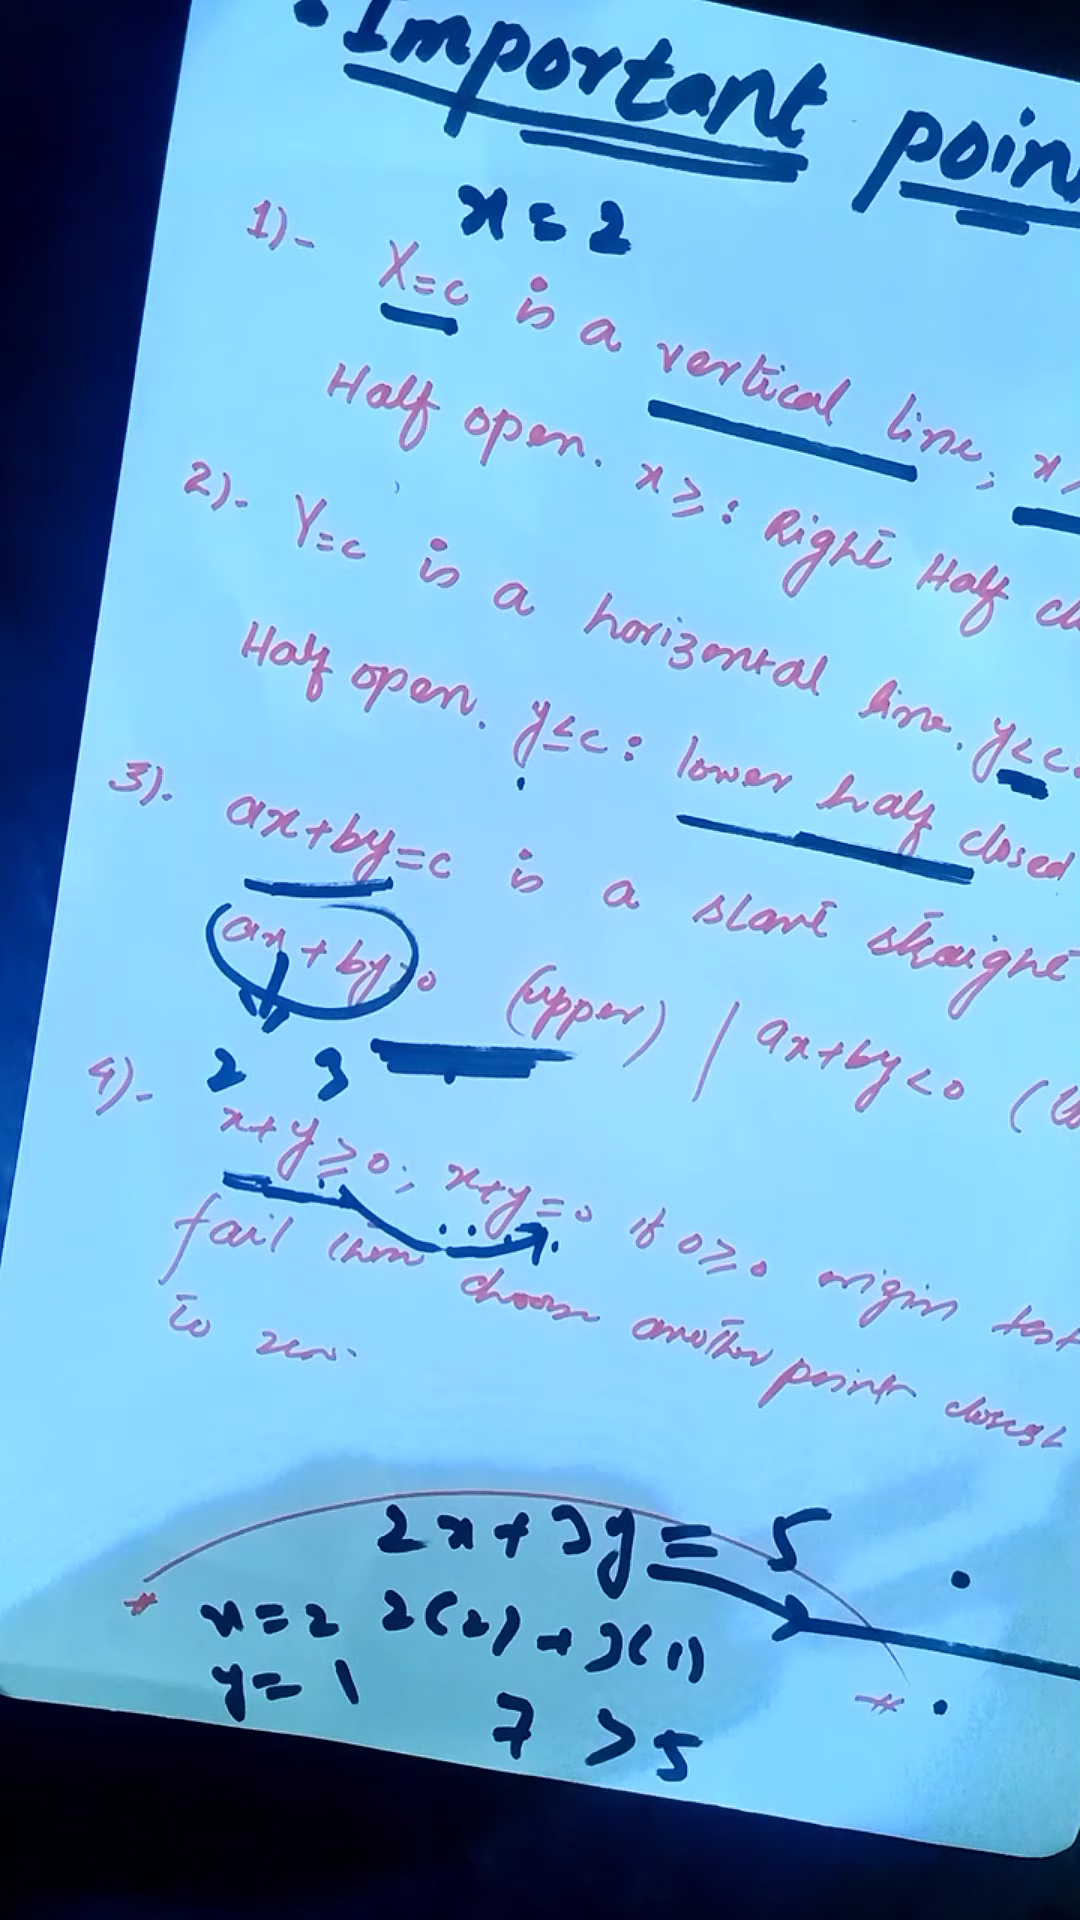 • Important poin
x = 2
1)- X=c is a vertical line, x>
Half open. x ≥: Right Half cl
2)- Y=c is a horizontal line. y<c
Half open. y≤c: lower half closed
3). ax+by=c is a slant straight
ax+by>0 (upper) | ax+by<0 (
2 3
4)- x+y≥0; x+y=0 if 0≥0 origin test
fail then choose another point closest
to zero.
2x+3y=5
x=2 2(2)+3(1)
y=1 7 >5